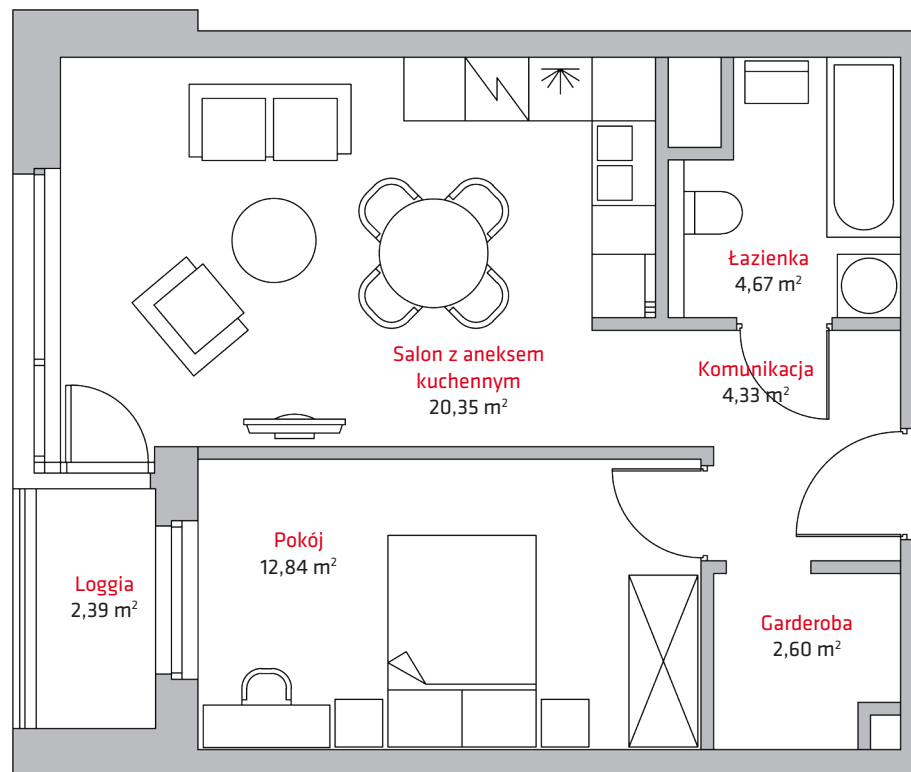 Łazienka
4,67 m²
Salon z aneksem
kuchennym
20,35 m²
Komunikacja
4,33 m²
Pokój
12,84 m²
Loggia
2,39 m²
Garderoba
2,60 m²